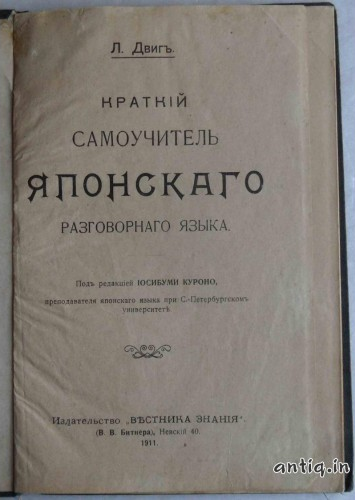 Л. Двигъ.
КРАТКІЙ
САМОУЧИТЕЛЬ
ЯПОНСКАГО
РАЗГОВОРНАГО ЯЗЫКА.
Подъ редакціей ЮСИБУМИ КУРОНО,
преподавателя японскаго языка при С.-Петербургскомъ
университетѣ
Издательство „ВѢСТНИКА ЗНАНІЯ".
(В. В. Битнера), Невскій 40.
1911.
antiq.in